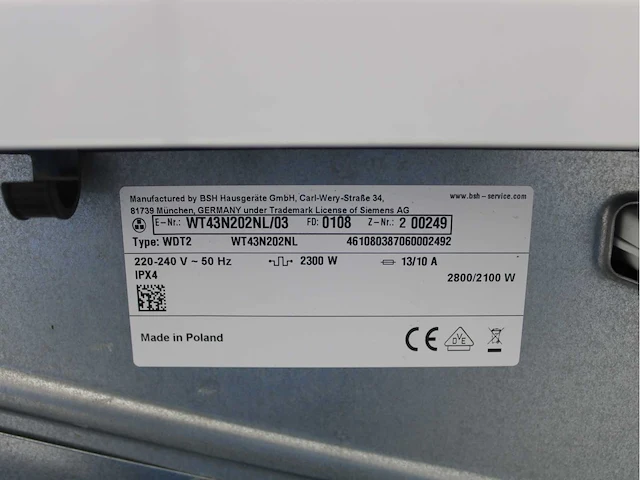 Manufactured by BSH Hausgeräte GmbH, Carl-Wery-Straße 34, www.bsh-service.com
81739 München, GERMANY under Trademark License of Siemens AG
E-Nr.: WT43N202NL/03 FD: 0108 Z-Nr.: 2 00249
Type: WDT2 WT43N202NL 461080387060002492
220-240 V ~ 50 Hz 2300 W 13/10 A
IPX4 2800/2100 W
Made in Poland CE DVE